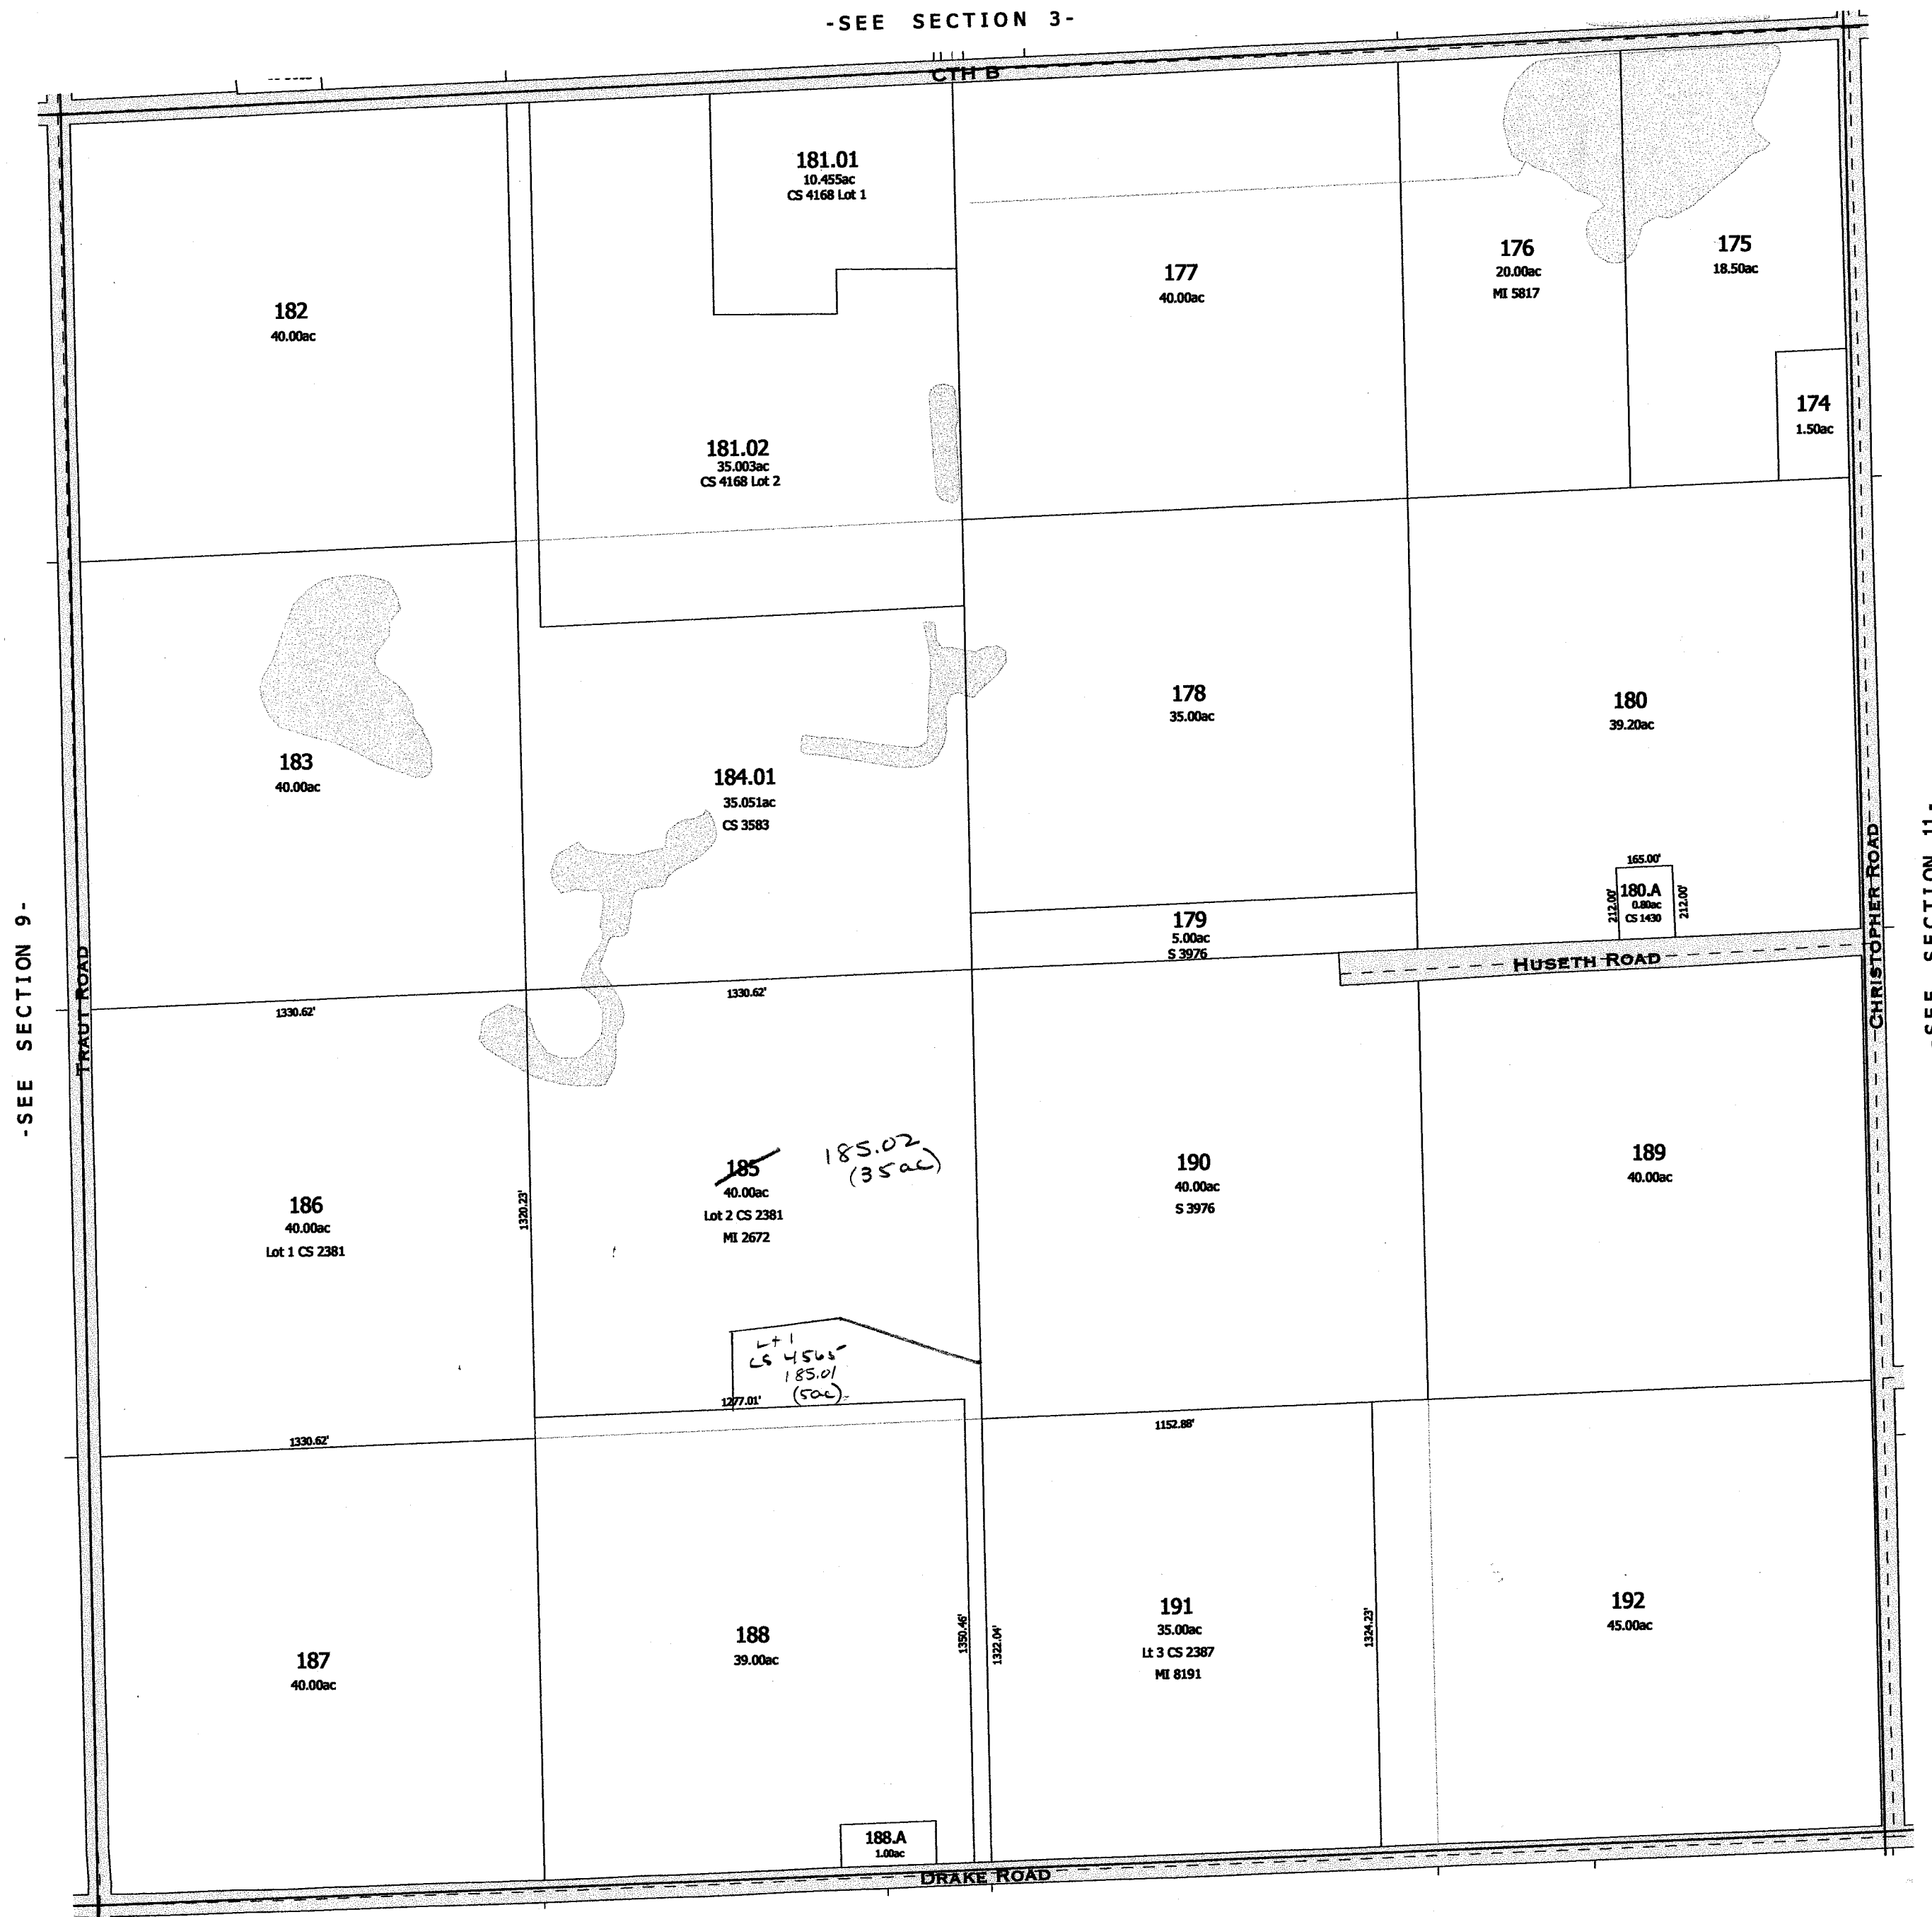 -SEE SECTION 3-
CTH B
181.01
10.455ac
CS 4168 Lot 1
182
40.00ac
177
40.00ac
176
20.00ac
MI 5817
175
18.50ac
174
1.50ac
181.02
35.003ac
CS 4168 Lot 2
183
40.00ac
184.01
35.051ac
CS 3583
178
35.00ac
180
39.20ac
165.00'
212.00'
180.A
0.80ac
CS 1430
212.00'
179
5.00ac
S 3976
HUSETH ROAD
CHRISTOPHER ROAD
-SEE SECTION 11-
-SEE SECTION 9-
TRAUT ROAD
1330.62'
1330.62'
186
40.00ac
Lot 1 CS 2381
1320.23'
185
40.00ac
Lot 2 CS 2381
MI 2672
185.02
(35ac)
190
40.00ac
S 3976
189
40.00ac
Lt 1
CS 4565
185.01
(5ac)
1277.01'
1330.62'
1152.88'
187
40.00ac
188
39.00ac
1350.46'
1322.04'
191
35.00ac
Lt 3 CS 2387
MI 8191
1324.23'
192
45.00ac
188.A
1.00ac
DRAKE ROAD